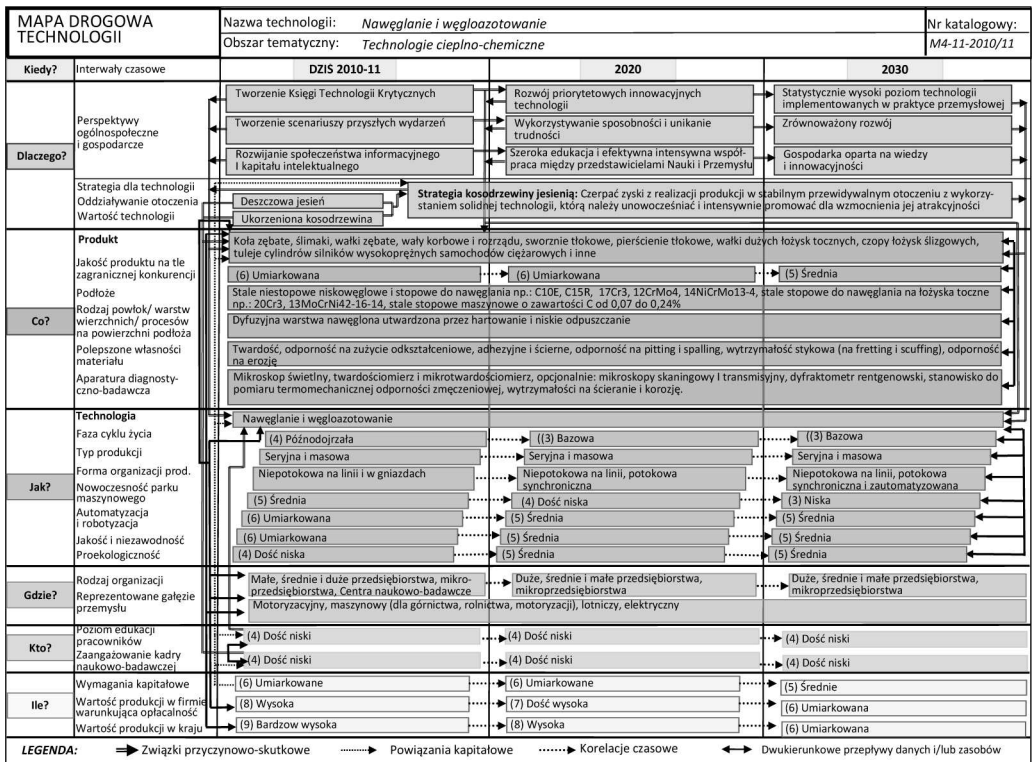 MAPA DROGOWA
TECHNOLOGII
Nazwa technologii: Nawęglanie i węgloazotowanie
Obszar tematyczny: Technologie cieplno-chemiczne
Nr katalogowy:
M4-11-2010/11
Kiedy?
Interwały czasowe
DZIŚ 2010-11
2020
2030
Dlaczego?
Perspektywy
ogólnospołeczne
i gospodarcze
Tworzenie Księgi Technologii Krytycznych
Rozwój priorytetowych innowacyjnych
technologii
Statystycznie wysoki poziom technologii
implementowanych w praktyce przemysłowej
Tworzenie scenariuszy przyszłych wydarzeń
Wykorzystywanie sposobności i unikanie
trudności
Zrównoważony rozwój
Rozwijanie społeczeństwa informacyjnego
I kapitału intelektualnego
Szeroka edukacja i efektywna intensywna współ-
praca między przedstawicielami Nauki i Przemysłu
Gospodarka oparta na wiedzy
i innowacyjności
Strategia dla technologii
Oddziaływanie otoczenia
Wartość technologii
Deszczowa jesień
Ukorzeniona kosodrzewina
Strategia kosodrzewiny jesienią: Czerpać zyski z realizacji produkcji w stabilnym przewidywalnym otoczeniu z wykorzy-
staniem solidnej technologii, którą należy unowocześniać i intensywnie promować dla wzmocnienia jej atrakcyjności
Co?
Produkt
Koła zębate, ślimaki, wałki zębate, wały korbowe i rozrządu, sworznie tłokowe, pierścienie tłokowe, wałki dużych łożysk tocznych, czopy łożysk ślizgowych,
tuleje cylindrów silników wysokoprężnych samochodów ciężarowych i inne
Jakość produktu na tle
zagranicznej konkurencji
(6) Umiarkowana
(6) Umiarkowana
(5) Średnia
Podłoże
Stale niestopowe niskowęglowe i stopowe do nawęglania np.: C10E, C15R, 17Cr3, 12CrMo4, 14NiCrMo13-4, stale stopowe do nawęglania na łożyska toczne
np.: 20Cr3, 13MoCrNi42-16-14, stale stopowe maszynowe o zawartości C od 0,07 do 0,24%
Rodzaj powłok/ warstw
wierzchnich/ procesów
na powierzchni podłoża
Dyfuzyjna warstwa nawęglona utwardzona przez hartowanie i niskie odpuszczanie
Polepszone własności
materiału
Twardość, odporność na zużycie odkształceniowe, adhezyjne i ścierne, odporność na pitting i spalling, wytrzymałość stykowa (na fretting i scuffing), odporność
na erozję
Aparatura diagnosty-
czno-badawcza
Mikroskop świetlny, twardościomierz i mikrotwardościomierz, opcjonalnie: mikroskopy skaningowy I transmisyjny, dyfraktometr rentgenowski, stanowisko do
pomiaru termomechanicznej odporności zmęczeniowej, wytrzymałości na ścieranie i korozję.
Jak?
Technologia
Nawęglanie i węgloazotowanie
Faza cyklu życia
(4) Późnodojrzała
((3) Bazowa
((3) Bazowa
Typ produkcji
Seryjna i masowa
Seryjna i masowa
Seryjna i masowa
Forma organizacji prod.
Niepotokowa na linii i w gniazdach
Niepotokowa na linii, potokowa
synchroniczna
Niepotokowa na linii, potokowa
synchroniczna i zautomatyzowana
Nowoczesność parku
maszynowego
(5) Średnia
(4) Dość niska
(3) Niska
Automatyzacja
i robotyzacja
(6) Umiarkowana
(5) Średnia
(5) Średnia
Jakość i niezawodność
(6) Umiarkowana
(5) Średnia
(5) Średnia
Proekologiczność
(4) Dość niska
(5) Średnia
(5) Średnia
Gdzie?
Rodzaj organizacji
Małe, średnie i duże przedsiębiorstwa, mikro-
przedsiębiorstwa, Centra naukowo-badawcze
Duże, średnie i małe przedsiębiorstwa,
mikroprzedsiębiorstwa
Duże, średnie i małe przedsiębiorstwa,
mikroprzedsiębiorstwa
Reprezentowane gałęzie
przemysłu
Motoryzacyjny, maszynowy (dla górnictwa, rolnictwa, motoryzacji), lotniczy, elektryczny
Kto?
Poziom edukacji
pracowników
(4) Dość niski
(4) Dość niski
(4) Dość niski
Zaangażowanie kadry
naukowo-badawczej
(4) Dość niski
(4) Dość niski
(4) Dość niski
Ile?
Wymagania kapitałowe
(6) Umiarkowane
(6) Umiarkowane
(5) Średnie
Wartość produkcji w firmie
warunkująca opłacalność
(8) Wysoka
(7) Dość wysoka
(6) Umiarkowana
Wartość produkcji w kraju
(9) Bardzow wysoka
(8) Wysoka
(6) Umiarkowana
LEGENDA:
Związki przyczynowo-skutkowe
Powiązania kapitałowe
Korelacje czasowe
Dwukierunkowe przepływy danych i/lub zasobów